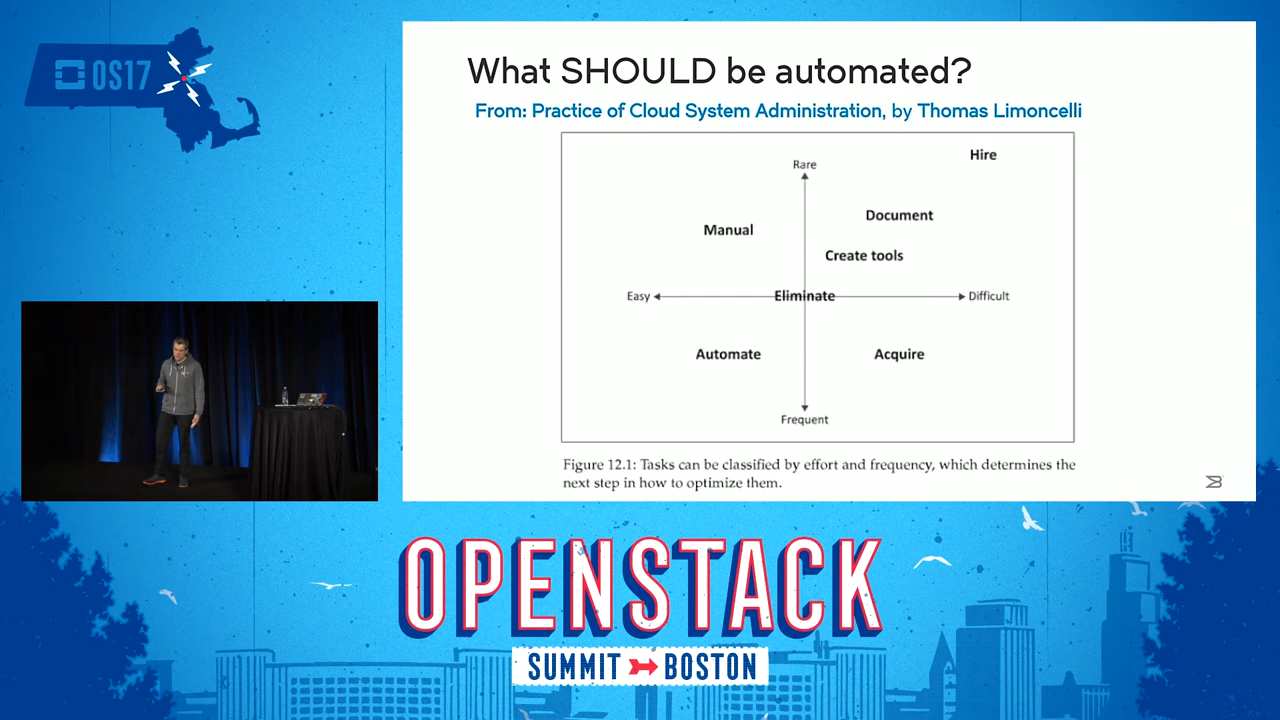 OS17
What SHOULD be automated?
From: Practice of Cloud System Administration, by Thomas Limoncelli
Hire
Rare
Document
Manual
Create tools
Easy
Eliminate
Difficult
Automate
Acquire
Frequent
Figure 12.1: Tasks can be classified by effort and frequency, which determines the
next step in how to optimize them.
OPENSTACK
SUMMIT BOSTON